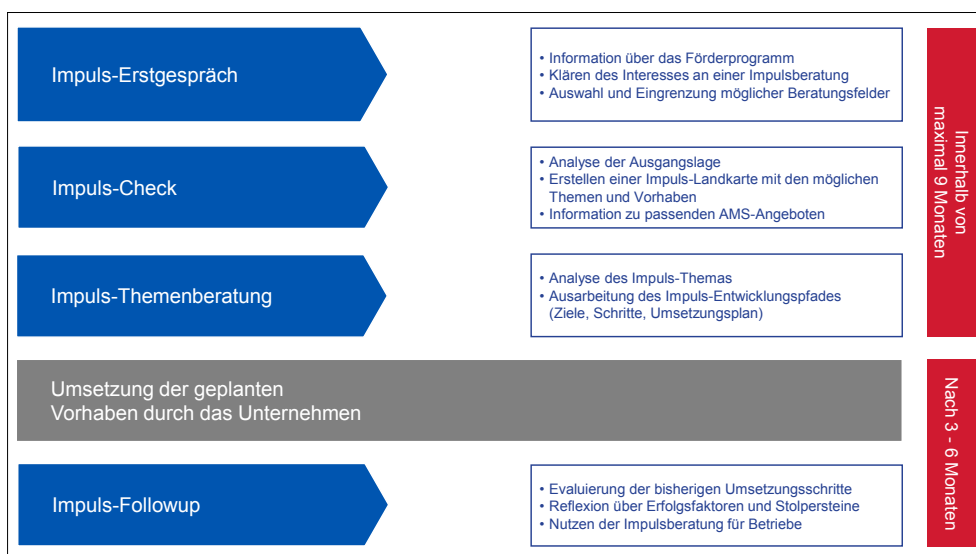 Impuls-Erstgespräch
• Information über das Förderprogramm
• Klären des Interesses an einer Impulsberatung
• Auswahl und Eingrenzung möglicher Beratungsfelder
Impuls-Check
• Analyse der Ausgangslage
• Erstellen einer Impuls-Landkarte mit den möglichen
Themen und Vorhaben
• Information zu passenden AMS-Angeboten
Impuls-Themenberatung
• Analyse des Impuls-Themas
• Ausarbeitung des Impuls-Entwicklungspfades
(Ziele, Schritte, Umsetzungsplan)
Innerhalb von
maximal 9 Monaten
Umsetzung der geplanten
Vorhaben durch das Unternehmen
Impuls-Followup
• Evaluierung der bisherigen Umsetzungsschritte
• Reflexion über Erfolgsfaktoren und Stolpersteine
• Nutzen der Impulsberatung für Betriebe
Nach 3 - 6 Monaten